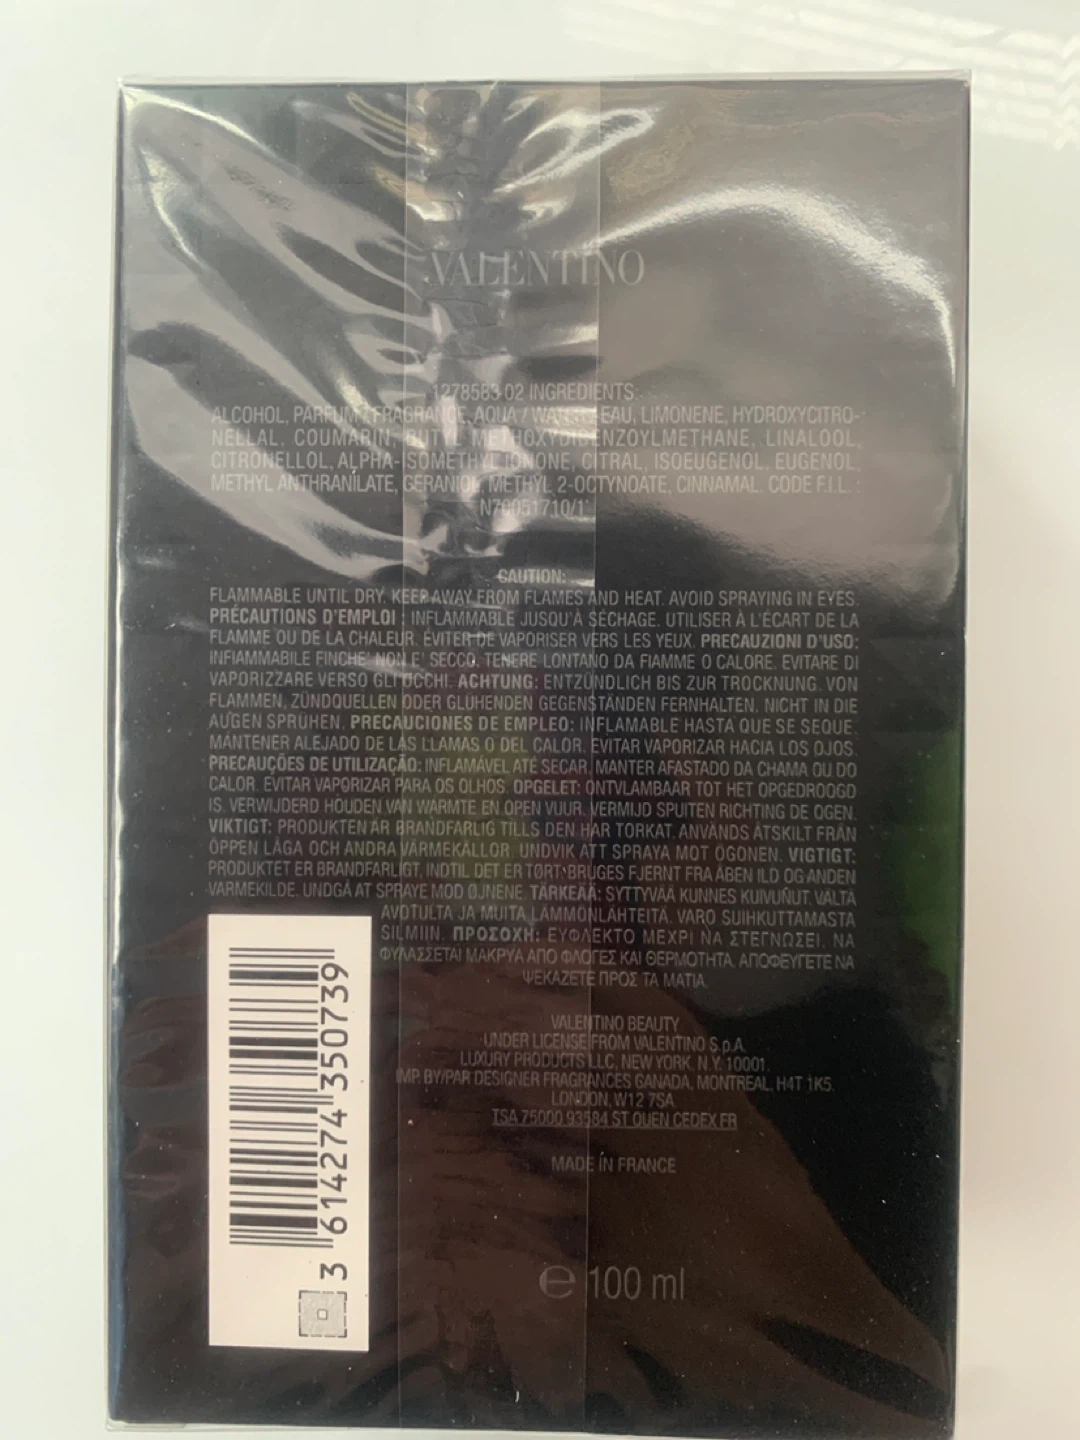 VALENTINO
1278583 02 INGREDIENTS:
ALCOHOL, PARFUM / FRAGRANCE, AQUA / WATER / EAU, LIMONENE, HYDROXYCITRO-
NELLAL, COUMARIN, BUTYL METHOXYDIBENZOYLMETHANE, LINALOOL,
CITRONELLOL, ALPHA-ISOMETHYL IONONE, CITRAL, ISOEUGENOL, EUGENOL,
METHYL ANTHRANILATE, GERANIOL, METHYL 2-OCTYNOATE, CINNAMAL. CODE F.I.L. :
N70051710/1
CAUTION:
FLAMMABLE UNTIL DRY. KEEP AWAY FROM FLAMES AND HEAT. AVOID SPRAYING IN EYES.
PRÉCAUTIONS D'EMPLOI : INFLAMMABLE JUSQU'À SÉCHAGE. UTILISER À L'ÉCART DE LA
FLAMME OU DE LA CHALEUR. ÉVITER DE VAPORISER VERS LES YEUX. PRECAUZIONI D'USO:
INFIAMMABILE FINCHE' NON E' SECCO. TENERE LONTANO DA FIAMME O CALORE. EVITARE DI
VAPORIZZARE VERSO GLI OCCHI. ACHTUNG: ENTZÜNDLICH BIS ZUR TROCKNUNG. VON
FLAMMEN, ZÜNDQUELLEN ODER GLÜHENDEN GEGENSTÄNDEN FERNHALTEN. NICHT IN DIE
AUGEN SPRÜHEN. PRECAUCIONES DE EMPLEO: INFLAMABLE HASTA QUE SE SEQUE.
MANTENER ALEJADO DE LAS LLAMAS O DEL CALOR. EVITAR VAPORIZAR HACIA LOS OJOS.
PRECAUÇÕES DE UTILIZAÇÃO: INFLAMÁVEL ATÉ SECAR. MANTER AFASTADO DA CHAMA OU DO
CALOR. EVITAR VAPORIZAR PARA OS OLHOS. OPGELET: ONTVLAMBAAR TOT HET OPGEDROOGD
IS. VERWIJDERD HOUDEN VAN WARMTE EN OPEN VUUR. VERMIJD SPUITEN RICHTING DE OGEN.
VIKTIGT: PRODUKTEN ÄR BRANDFARLIG TILLS DEN HAR TORKAT. ANVÄNDS ÅTSKILT FRÅN
ÖPPEN LÅGA OCH ANDRA VÄRMEKÄLLOR. UNDVIK ATT SPRAYA MOT ÖGONEN. VIGTIGT:
PRODUKTET ER BRANDFARLIGT, INDTIL DET ER TØRT. BRUGES FJERNT FRA ÅBEN ILD OG ANDEN
VARMEKILDE. UNDGÅ AT SPRAYE MOD ØJNENE. TÄRKEÄÄ: SYTTYVÄÄ KUNNES KUIVUNUT. VÄLTÄ
AVOTULTA JA MUITA LÄMMÖNLÄHTEITÄ. VARO SUIHKUTTAMASTA
SILMIIN. ΠΡΟΣΟΧΗ: ΕΥΦΛΕΚΤΟ ΜΕΧΡΙ ΝΑ ΣΤΕΓΝΩΣΕΙ. ΝΑ
ΦΥΛΑΣΣΕΤΑΙ ΜΑΚΡΥΑ ΑΠΟ ΦΛΟΓΕΣ ΚΑΙ ΘΕΡΜΟΤΗΤΑ. ΑΠΟΦΕΥΓΕΤΕ ΝΑ
ΨΕΚΑΖΕΤΕ ΠΡΟΣ ΤΑ ΜΑΤΙΑ.
VALENTINO BEAUTY
UNDER LICENSE FROM VALENTINO S.p.A.
LUXURY PRODUCTS LLC, NEW YORK, N.Y. 10001.
IMP. BY/PAR DESIGNER FRAGRANCES CANADA, MONTREAL, H4T 1K5.
LONDON, W12 7SA
TSA 75000 93584 ST OUEN CEDEX FR
MADE IN FRANCE
℮ 100 ml
3 614274 350739